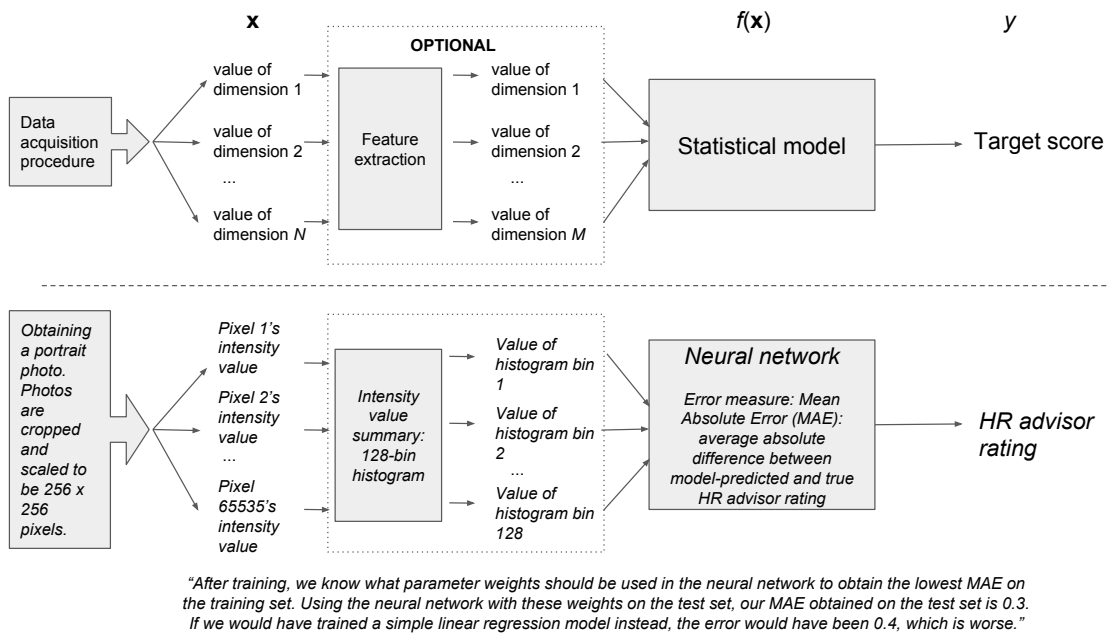 x
f(x)
y
OPTIONAL
Data
acquisition
procedure
value of
dimension 1
value of
dimension 2
...
value of
dimension N
Feature
extraction
value of
dimension 1
value of
dimension 2
...
value of
dimension M
Statistical model
Target score
Obtaining
a portrait
photo.
Photos are
cropped
and
scaled to
be 256 x
256
pixels.
Pixel 1's
intensity
value
Pixel 2's
intensity
value
...
Pixel
65535's
intensity
value
Intensity
value
summary:
128-bin
histogram
Value of
histogram bin
1
Value of
histogram bin
2
...
Value of
histogram bin
128
Neural network
Error measure: Mean
Absolute Error (MAE):
average absolute
difference between
model-predicted and true
HR advisor rating
HR advisor
rating
“After training, we know what parameter weights should be used in the neural network to obtain the lowest MAE on
the training set. Using the neural network with these weights on the test set, our MAE obtained on the test set is 0.3.
If we would have trained a simple linear regression model instead, the error would have been 0.4, which is worse.”